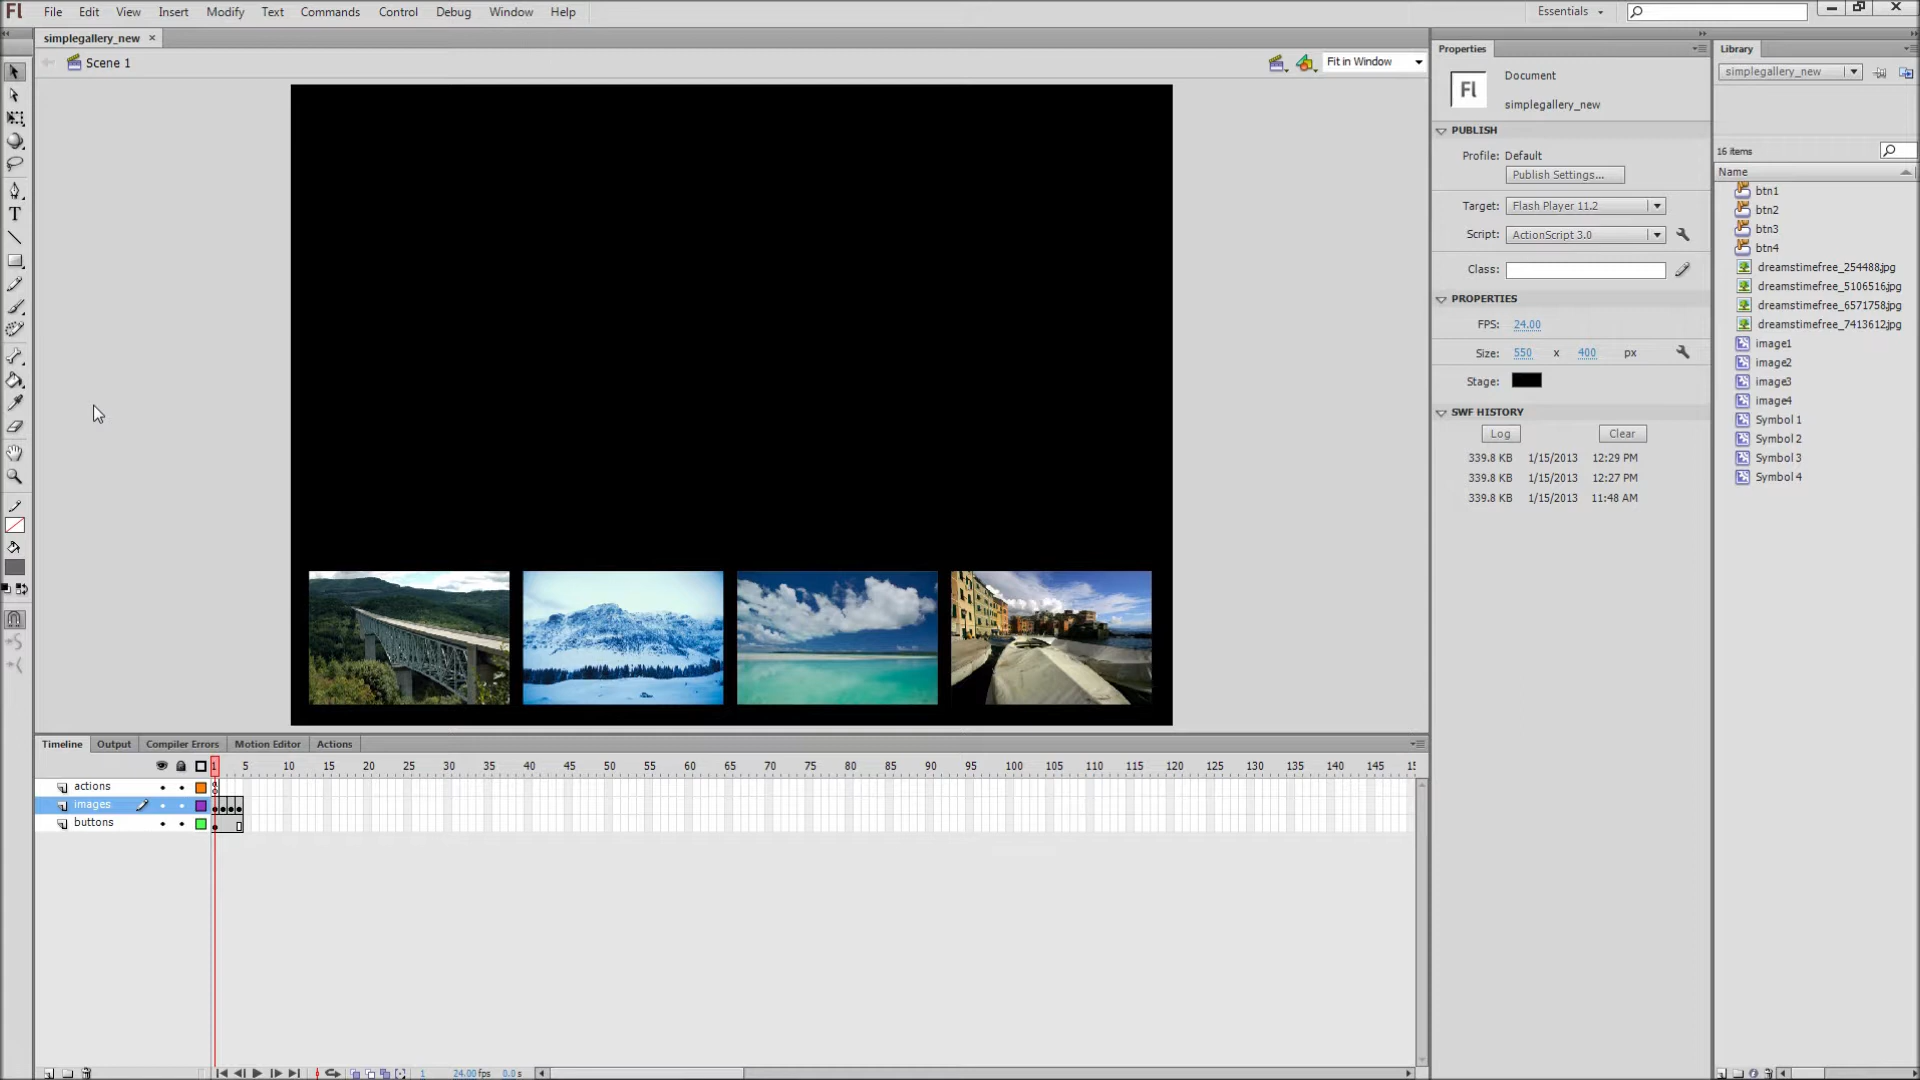 Fl File Edit View Insert Modify Text Commands Control Debug Window Help Essentials
simplegallery_new ×
Scene 1
Fit in Window
Properties
Fl
Document
simplegallery_new
PUBLISH
Profile: Default
Publish Settings...
Target: Flash Player 11.2
Script: ActionScript 3.0
Class:
PROPERTIES
FPS: 24.00
Size: 550 x 400 px
Stage:
SWF HISTORY
Log Clear
339.8 KB 1/15/2013 12:29 PM
339.8 KB 1/15/2013 12:27 PM
339.8 KB 1/15/2013 11:48 AM
Library
simplegallery_new
16 items
Name
btn1
btn2
btn3
btn4
dreamstimefree_254488.jpg
dreamstimefree_5106516.jpg
dreamstimefree_6571758.jpg
dreamstimefree_7413612.jpg
image1
image2
image3
image4
Symbol 1
Symbol 2
Symbol 3
Symbol 4
Timeline Output Compiler Errors Motion Editor Actions
1 5 10 15 20 25 30 35 40 45 50 55 60 65 70 75 80 85 90 95 100 105 110 115 120 125 130 135 140 145 15
actions
images
buttons
1 24.00 fps 0.0 s